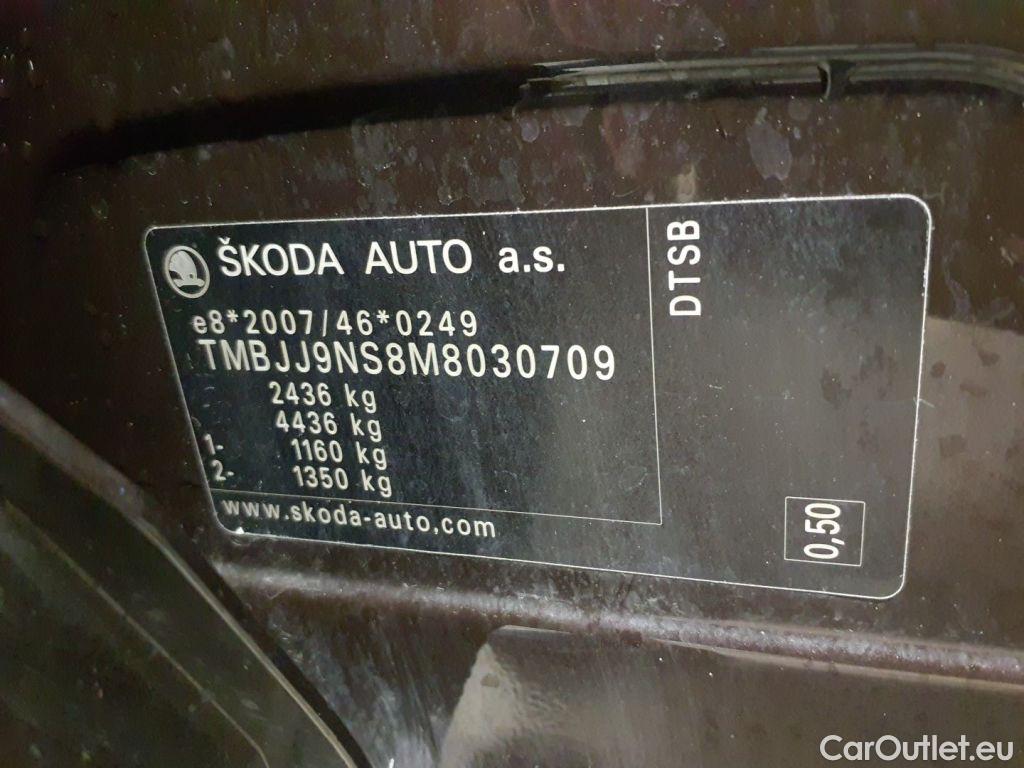 ŠKODA AUTO a.s.
e8*2007/46*0249
TMBJJ9NS8M8030709
2436 kg
4436 kg
1- 1160 kg
2- 1350 kg
www.skoda-auto.com
DTSB
0,50
CarOutlet.eu